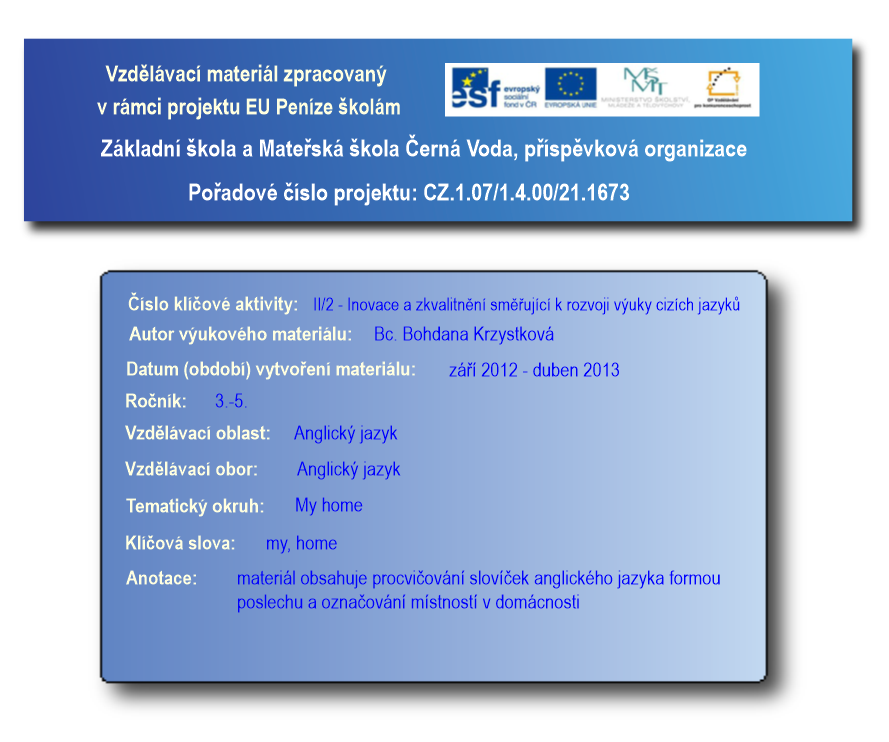 Vzdělávací materiál zpracovaný
v rámci projektu EU Peníze školám
esf evropský sociální fond v ČR
EVROPSKÁ UNIE
MINISTERSTVO ŠKOLSTVÍ,
MLÁDEŽE A TĚLOVÝCHOVY
OP Vzdělávání
pro konkurenceschopnost
Základní škola a Mateřská škola Černá Voda, příspěvková organizace
Pořadové číslo projektu: CZ.1.07/1.4.00/21.1673
Číslo klíčové aktivity: II/2 - Inovace a zkvalitnění směřující k rozvoji výuky cizích jazyků
Autor výukového materiálu: Bc. Bohdana Krzystková
Datum (období) vytvoření materiálu: září 2012 - duben 2013
Ročník: 3.-5.
Vzdělávací oblast: Anglický jazyk
Vzdělávací obor: Anglický jazyk
Tematický okruh: My home
Klíčová slova: my, home
Anotace: materiál obsahuje procvičování slovíček anglického jazyka formou
poslechu a označování místností v domácnosti